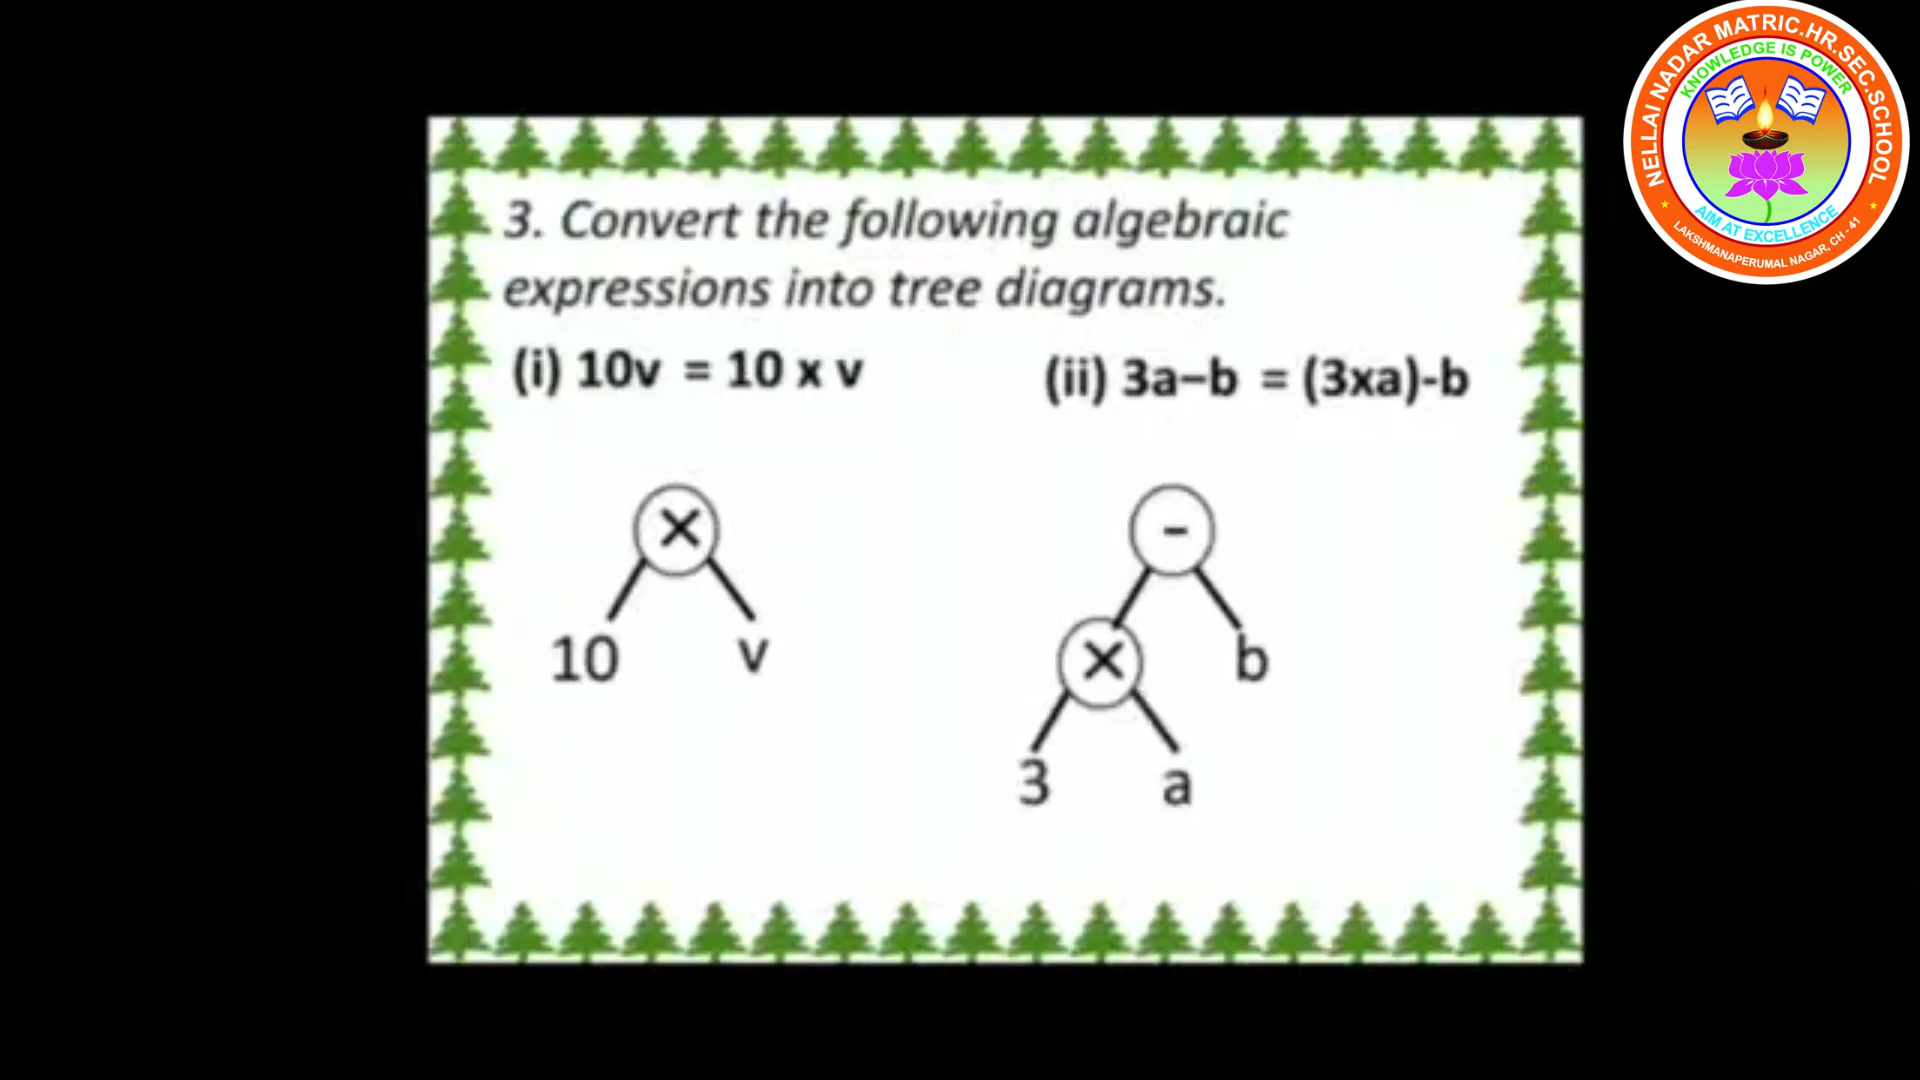 3. Convert the following algebraic
expressions into tree diagrams.
(i) 10v = 10 x v
(ii) 3a–b = (3xa)-b
×
10 v
-
× b
3 a
NELLAI NADAR MATRIC.HR.SEC.SCHOOL
KNOWLEDGE IS POWER
AIM AT EXCELLENCE
LAKSHMANAPERUMAL NAGAR, CH - 41